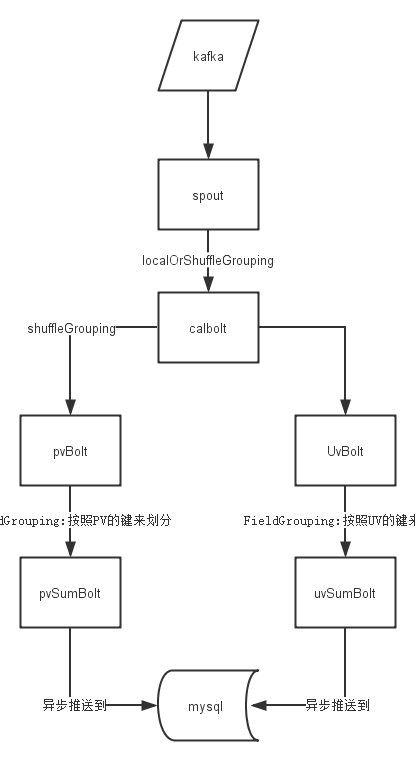 kafka
spout
localOrShuffleGrouping
calbolt
shuffleGrouping
pvBolt
UvBolt
dGrouping:按照PV的键来划分
FieldGrouping:按照UV的键来
pvSumBolt
uvSumBolt
异步推送到
mysql
异步推送到